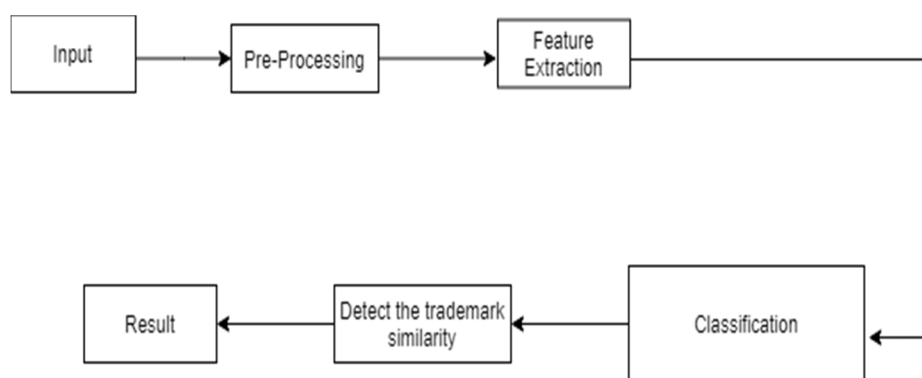 Input
Pre-Processing
Feature
Extraction
Result
Detect the trademark
similarity
Classification